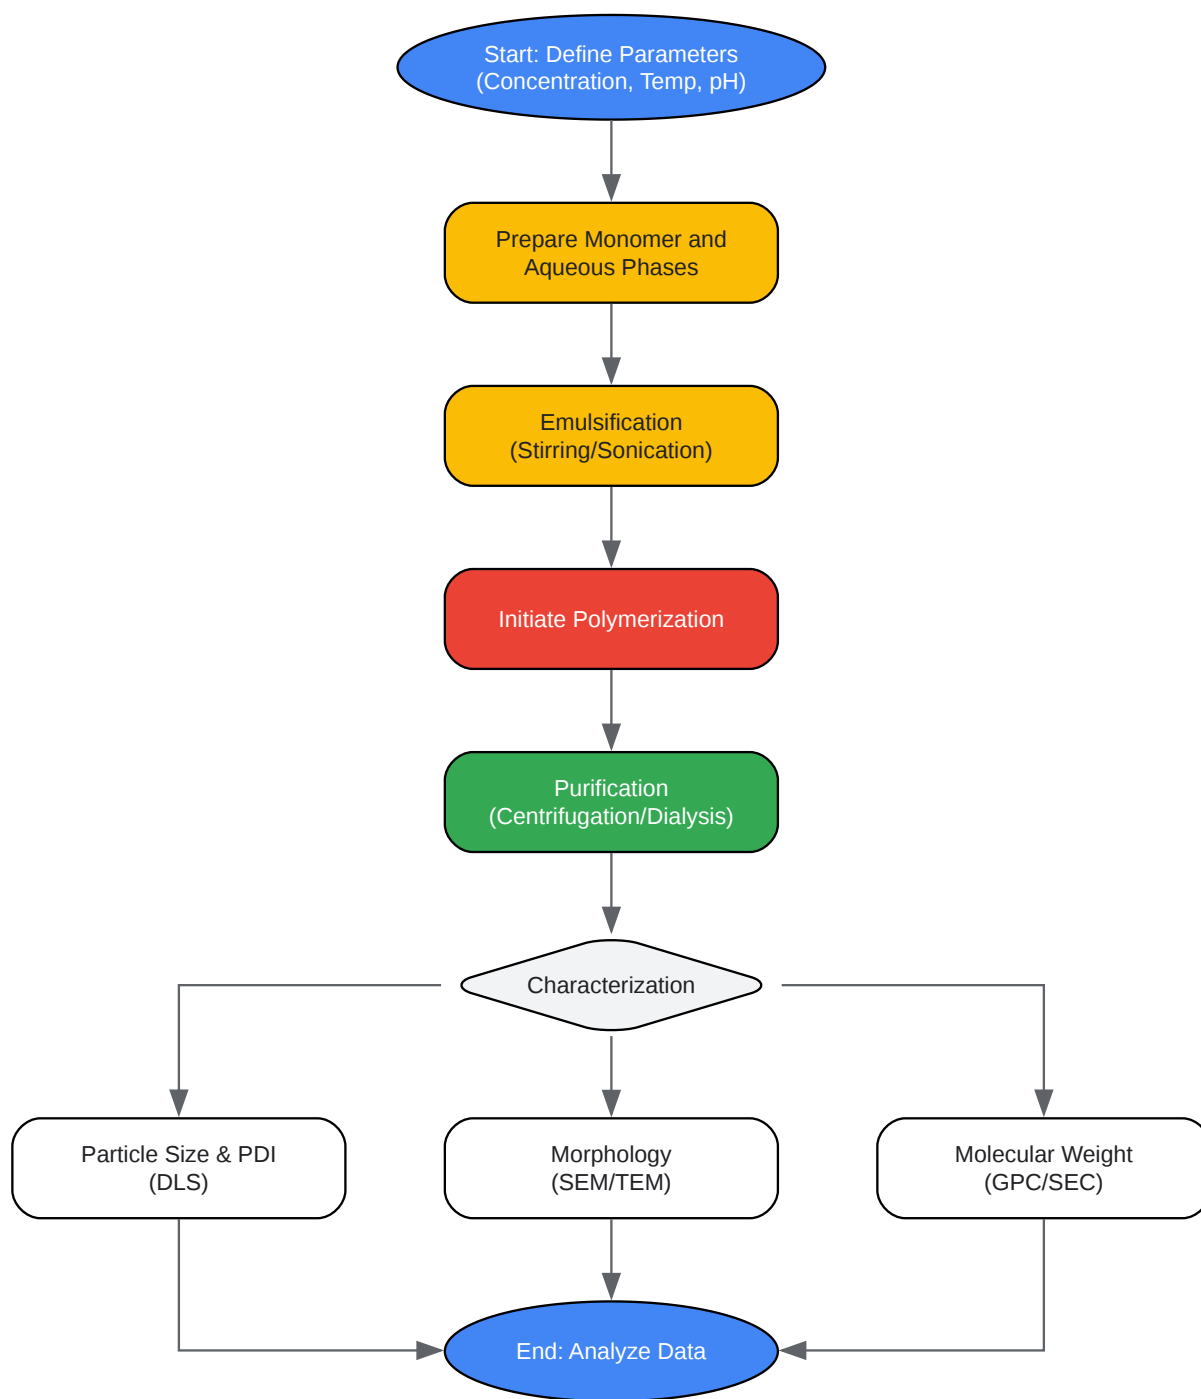 Start: Define Parameters
(Concentration, Temp, pH)
Prepare Monomer and
Aqueous Phases
Emulsification
(Stirring/Sonication)
Initiate Polymerization
Purification
(Centrifugation/Dialysis)
Characterization
Particle Size & PDI
(DLS)
Morphology
(SEM/TEM)
Molecular Weight
(GPC/SEC)
End: Analyze Data